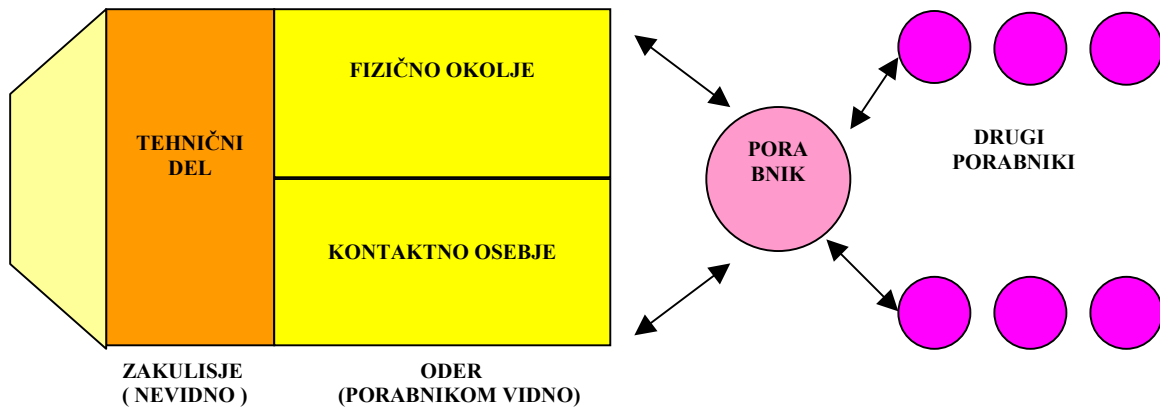 FIZIČNO OKOLJE
TEHNIČNI
DEL
KONTAKTNO OSEBJE
PORA
BNIK
DRUGI
PORABNIKI
ZAKULISJE
( NEVIDNO )
ODER
(PORABNIKOM VIDNO)